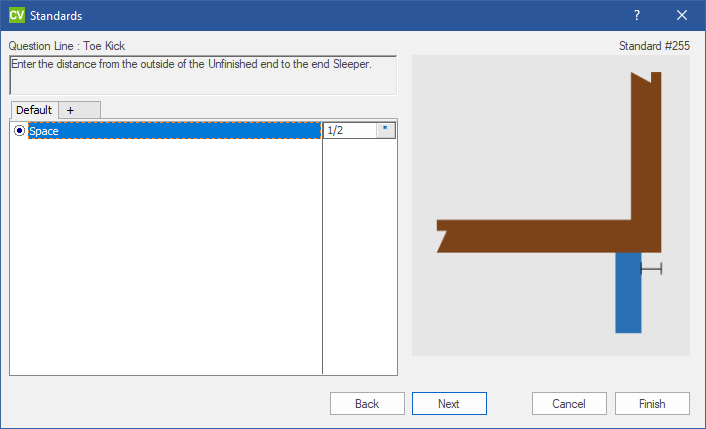 CV Standards ?
Question Line : Toe Kick Standard #255
Enter the distance from the outside of the Unfinished end to the end Sleeper.
Default +
Space 1/2 "
Back Next Cancel Finish